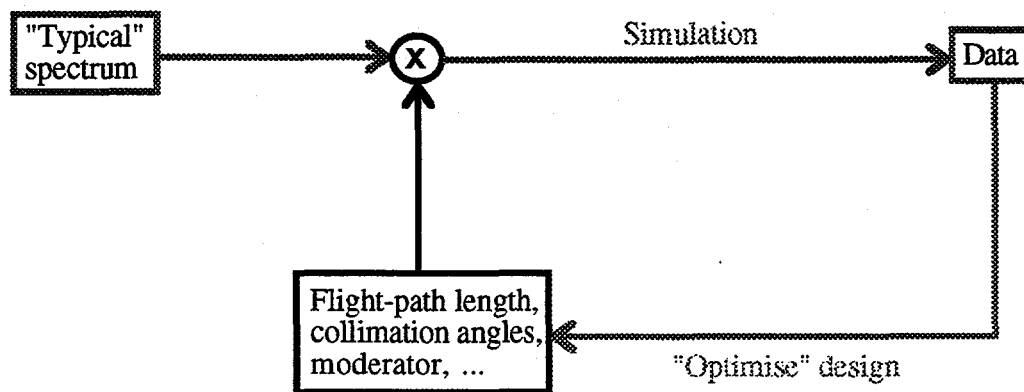 "Typical"
spectrum
X
Simulation
Data
Flight-path length,
collimation angles,
moderator, ...
"Optimise" design